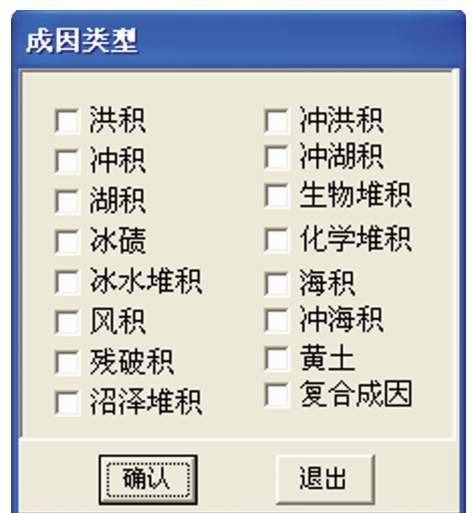 成因类型
洪积
冲积
湖积
冰碛
冰水堆积
风积
残破积
沼泽堆积
冲洪积
冲湖积
生物堆积
化学堆积
海积
冲海积
黄土
复合成因
确认
退出